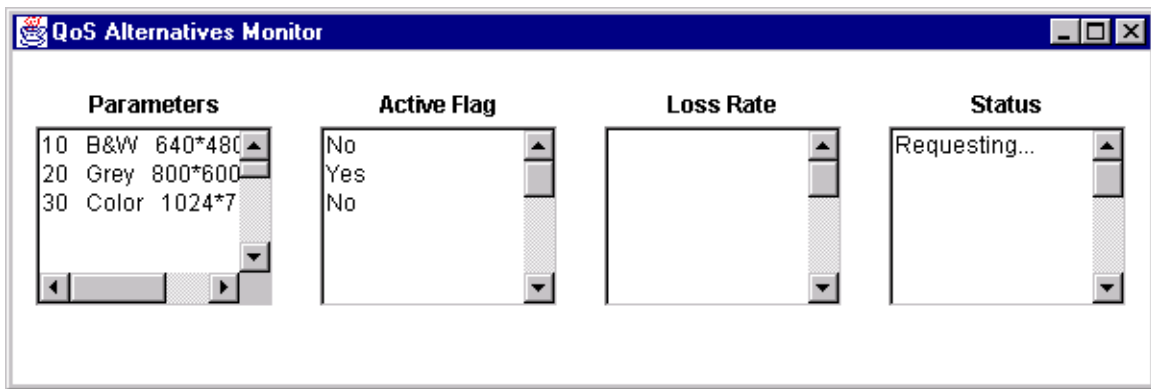 QoS Alternatives Monitor
Parameters Active Flag Loss Rate Status
10 B&W 640*480 No Requesting...
20 Grey 800*600 Yes
30 Color 1024*7 No